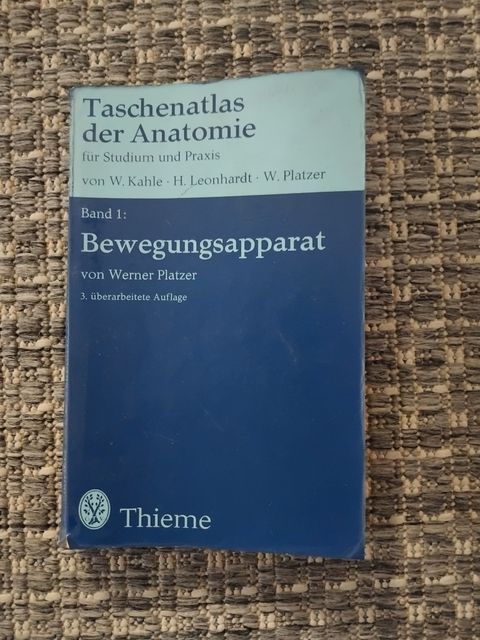 Taschenatlas
der Anatomie
für Studium und Praxis
von W. Kahle · H. Leonhardt · W. Platzer
Band 1:
Bewegungsapparat
von Werner Platzer
3. überarbeitete Auflage
Thieme